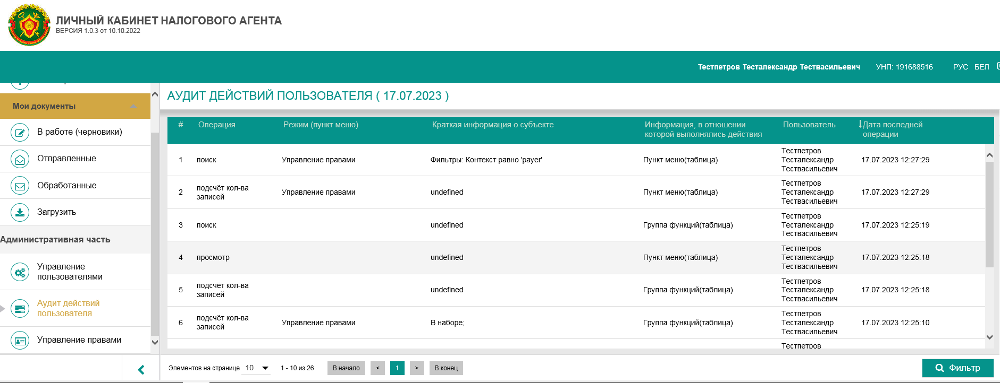 ЛИЧНЫЙ КАБИНЕТ НАЛОГОВОГО АГЕНТА
ВЕРСИЯ 1.0.3 от 10.10.2022
Тестпетров Тесталександр Тествасильевич УНП: 191688516 РУС БЕЛ
Мои документы
В работе (черновики)
Отправленные
Обработанные
Загрузить
Административная часть
Управление
пользователями
Аудит действий
пользователя
Управление правами
АУДИТ ДЕЙСТВИЙ ПОЛЬЗОВАТЕЛЯ ( 17.07.2023 )
# Операция Режим (пункт меню) Краткая информация о субъекте Информация, в отношении Пользователь Дата последней
которой выполнялись действия операции
Тестпетров
1 поиск Управление правами Фильтры: Контекст равно 'payer' Пункт меню(таблица) Тесталександр 17.07.2023 12:27:29
Тествасильевич
Тестпетров
подсчёт кол-ва
2 Управление правами undefined Пункт меню(таблица) Тесталександр 17.07.2023 12:27:29
записей
Тествасильевич
Тестпетров
3 поиск undefined Группа функций(таблица) Тесталександр 17.07.2023 12:25:19
Тествасильевич
Тестпетров
4 просмотр undefined Пункт меню(таблица) Тесталександр 17.07.2023 12:25:18
Тествасильевич
Тестпетров
подсчёт кол-ва
5 undefined Группа функций(таблица) Тесталександр 17.07.2023 12:25:18
записей
Тествасильевич
Тестпетров
подсчёт кол-ва
6 Управление правами В наборе; Группа функций(таблица) Тесталександр 17.07.2023 12:25:10
записей
Тествасильевич
Тестпетров
Элементов на странице 10 1 - 10 из 26 В начало < 1 > В конец Фильтр